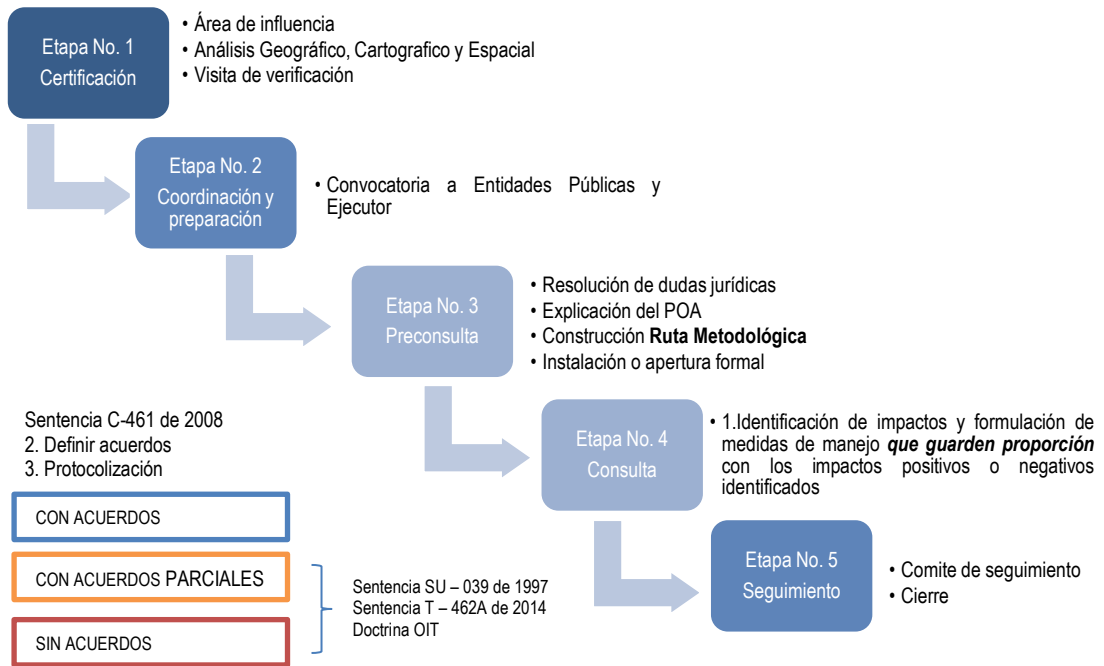 Etapa No. 1
Certificación
• Área de influencia
• Análisis Geográfico, Cartografico y Espacial
• Visita de verificación
Etapa No. 2
Coordinación y
preparación
• Convocatoria a Entidades Públicas y
Ejecutor
Etapa No. 3
Preconsulta
• Resolución de dudas jurídicas
• Explicación del POA
• Construcción Ruta Metodológica
• Instalación o apertura formal
Etapa No. 4
Consulta
• 1.Identificación de impactos y formulación de
medidas de manejo que guarden proporción
con los impactos positivos o negativos
identificados
Sentencia C-461 de 2008
2. Definir acuerdos
3. Protocolización
CON ACUERDOS
CON ACUERDOS PARCIALES
SIN ACUERDOS
Sentencia SU – 039 de 1997
Sentencia T – 462A de 2014
Doctrina OIT
Etapa No. 5
Seguimiento
• Comite de seguimiento
• Cierre